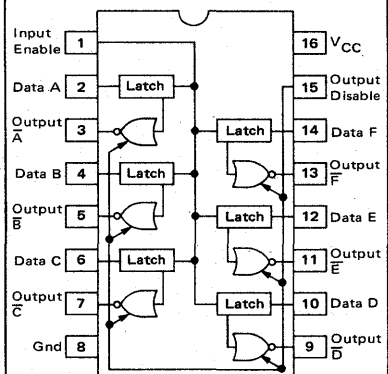 Input
Enable 1
Data A 2
Output
A̅ 3
Data B 4
Output
B̅ 5
Data C 6
Output
C̅ 7
Gnd 8
Latch
Latch
Latch
Latch
Latch
Latch
16 VCC
15 Output
Disable
14 Data F
13 Output
F̅
12 Data E
11 Output
E̅
10 Data D
9 Output
D̅